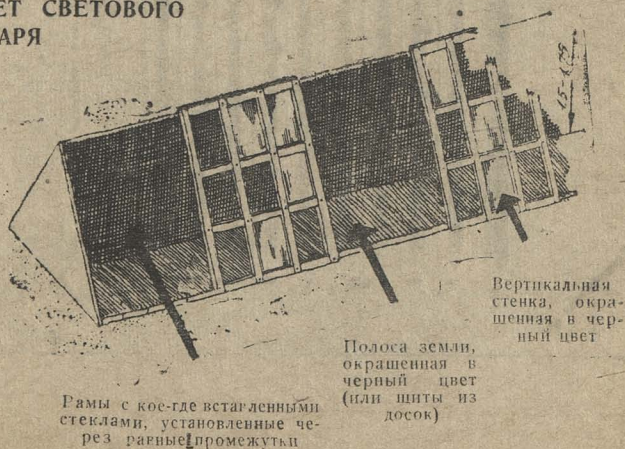 ЕТ СВЕТОВОГО
АРЯ
Вертикальная
стенка, окра-
шенная в чер-
ный цвет
Полоса земли,
окрашенная в
черный цвет
(или щиты из
досок)
Рамы с кое-где вставленными
стеклами, установленные че-
рез равные промежутки